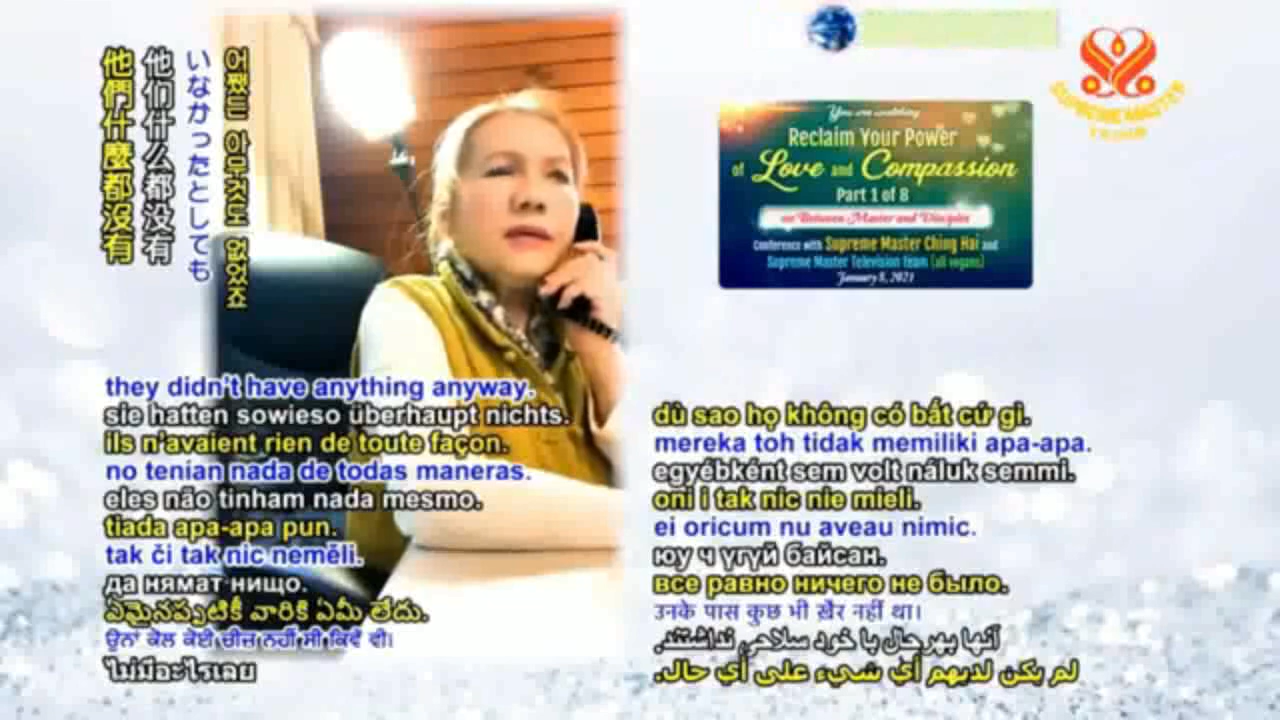 他們什麼都沒有
他们什么都没有
いなかったとしても
어쨌든 아무것도 없었죠
SUPREME MASTER
You are watching
Reclaim Your Power
of Love and Compassion
Part 1 of 8
on Between Master and Disciples
Conference with Supreme Master Ching Hai and
Supreme Master Television team (all vegans)
January 8, 2021
they didn't have anything anyway.
sie hatten sowieso überhaupt nichts.
ils n'avaient rien de toute façon.
no tenían nada de todas maneras.
eles não tinham nada mesmo.
tiada apa-apa pun.
tak či tak nic neměli.
да нямат нищо.
ఏమైనప్పటికీ వారికి ఏమీ లేదు.
ਉਨਾਂ ਕੋਲ ਕੋਈ ਚੀਜ਼ ਨਹੀਂ ਸੀ ਕਿਵੇਂ ਵੀ।
ไม่มีอะไรเลย
dù sao họ không có bất cứ gì.
mereka toh tidak memiliki apa-apa.
egyébként sem volt náluk semmi.
oni i tak nic nie mieli.
ei oricum nu aveau nimic.
юу ч үгүй байсан.
все равно ничего не было.
उनके पास कुछ भी ख़ैर नहीं था।
آنها بهرحال با خود سلاحی نداشتند.
لم يكن لديهم أي شيء على أي حال.